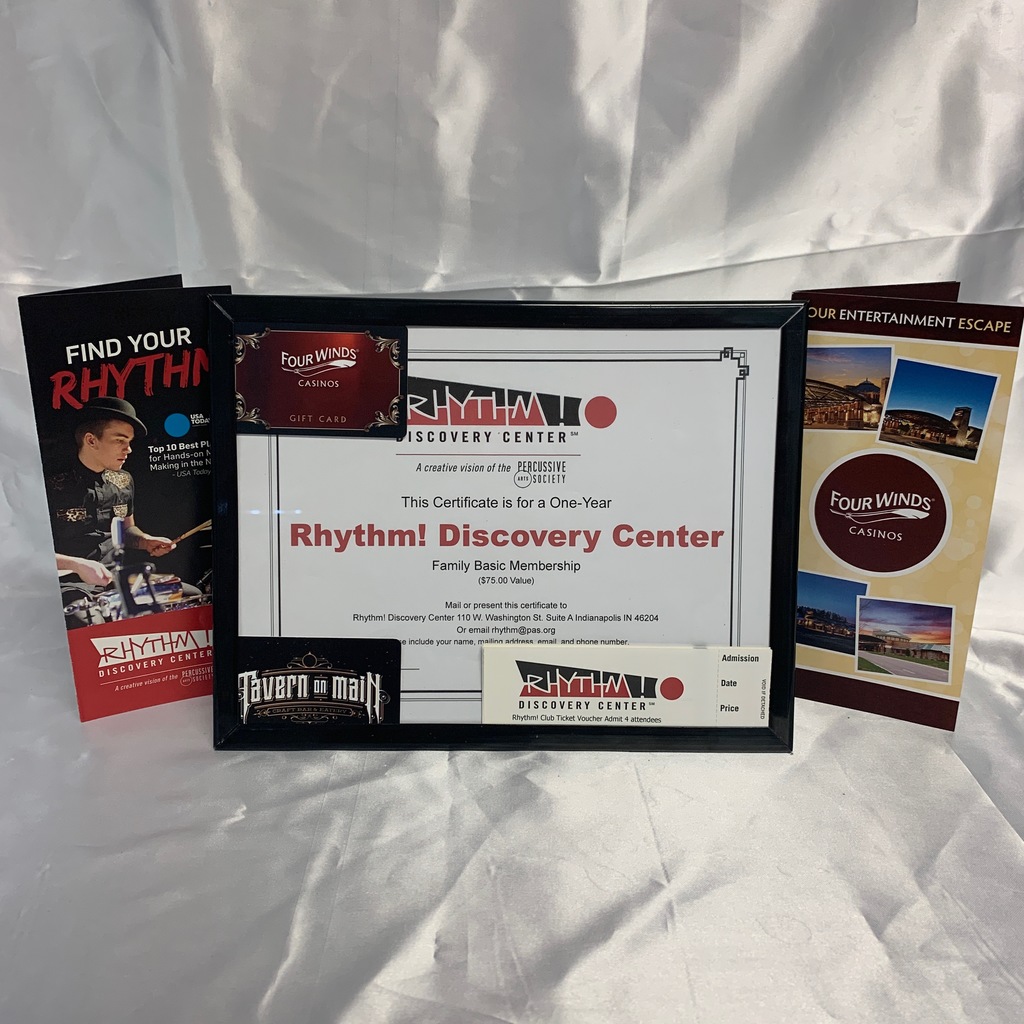 FIND YOUR
RHYTHM
USA
TODAY
Top 10 Best
for Hands-on
Making in the
- USA Today
RHYTHM!
DISCOVERY CENTER
A creative vision of the PERCUSSIVE
ARTS SOCIETY
FOUR WINDS®
CASINOS
GIFT CARD
RHYTHM!
DISCOVERY CENTER℠
A creative vision of the PERCUSSIVE
ARTS SOCIETY
This Certificate is for a One-Year
Rhythm! Discovery Center
Family Basic Membership
($75.00 Value)
Mail or present this certificate to
Rhythm! Discovery Center 110 W. Washington St. Suite A Indianapolis IN 46204
Or email rhythm@pas.org
include your name, mailing address, email, and phone number.
Tavern on Main
CRAFT BAR & EATERY
RHYTHM!
DISCOVERY CENTER℠
Rhythm! Club Ticket Voucher Admit 4 attendees
Admission
Date
Price
VOID IF DETACHED
OUR ENTERTAINMENT ESCAPE
FOUR WINDS®
CASINOS